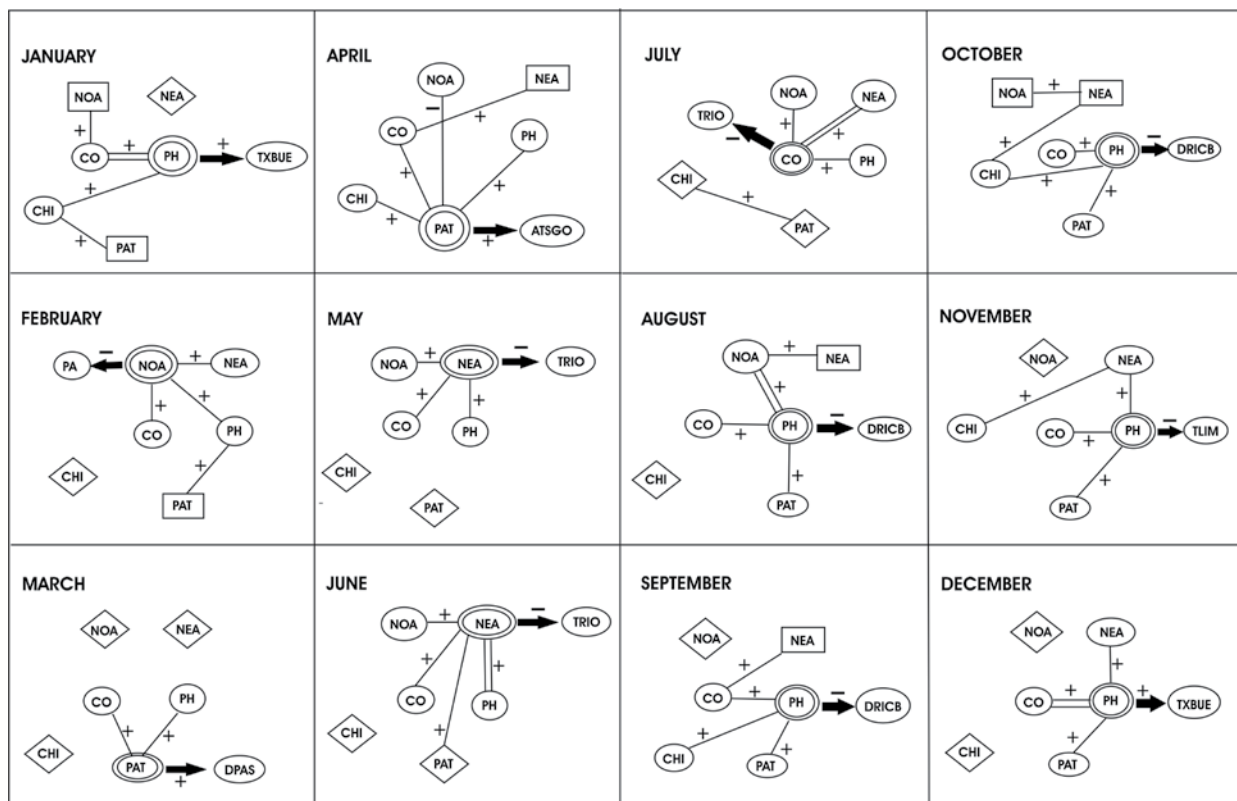 JANUARY
NOA
NEA
+
CO
+
PH
+
TXBUE
+
CHI
+
PAT
APRIL
NOA
NEA
−
+
CO
PH
+
+
CHI
+
PAT
+
ATSGO
JULY
NOA
NEA
TRIO
+
+
−
CO
+
PH
CHI
+
PAT
OCTOBER
NOA
+
NEA
+
−
CO
+
PH
DRICB
CHI
+
+
PAT
FEBRUARY
PA
−
NOA
+
NEA
+
+
CO
PH
+
CHI
PAT
MAY
NOA
+
NEA
−
TRIO
+
+
CO
PH
CHI
PAT
AUGUST
NOA
+
NEA
+
−
CO
+
PH
DRICB
CHI
+
PAT
NOVEMBER
NOA
NEA
+
+
−
CHI
CO
+
PH
TLIM
+
PAT
MARCH
NOA
NEA
CO
PH
+
+
CHI
PAT
+
DPAS
JUNE
NOA
+
NEA
−
TRIO
+
+
CO
PH
CHI
+
PAT
SEPTEMBER
NOA
NEA
+
−
CO
+
PH
DRICB
+
+
CHI
PAT
DECEMBER
NOA
NEA
+
CO
+
PH
+
TXBUE
+
CHI
PAT